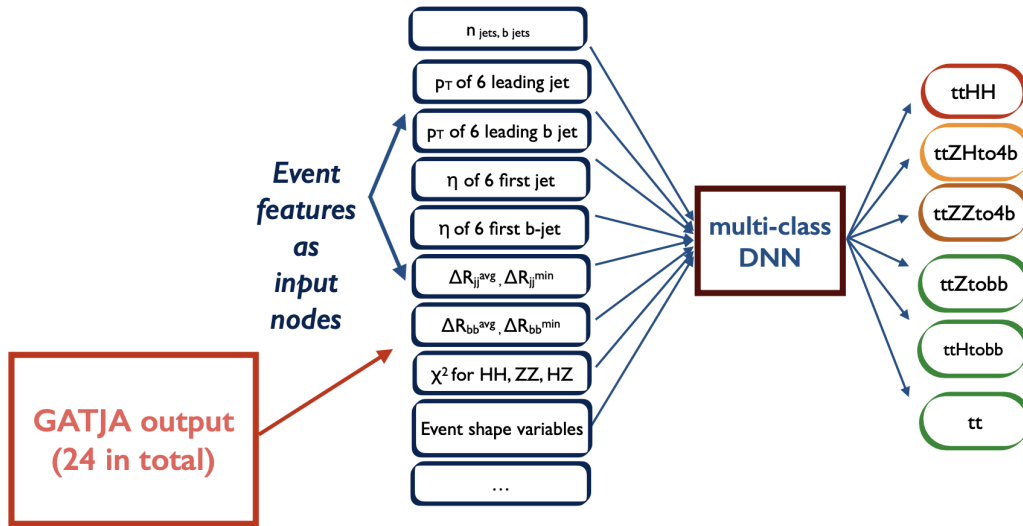 n jets, b jets
pT of 6 leading jet
pT of 6 leading b jet
η of 6 first jet
η of 6 first b-jet
ΔRjjavg, ΔRjjmin
ΔRbbavg, ΔRbbmin
χ2 for HH, ZZ, HZ
Event shape variables
...
Event
features
as
input
nodes
GATJA output
(24 in total)
multi-class
DNN
ttHH
ttZHto4b
ttZZto4b
ttZtobb
ttHtobb
tt